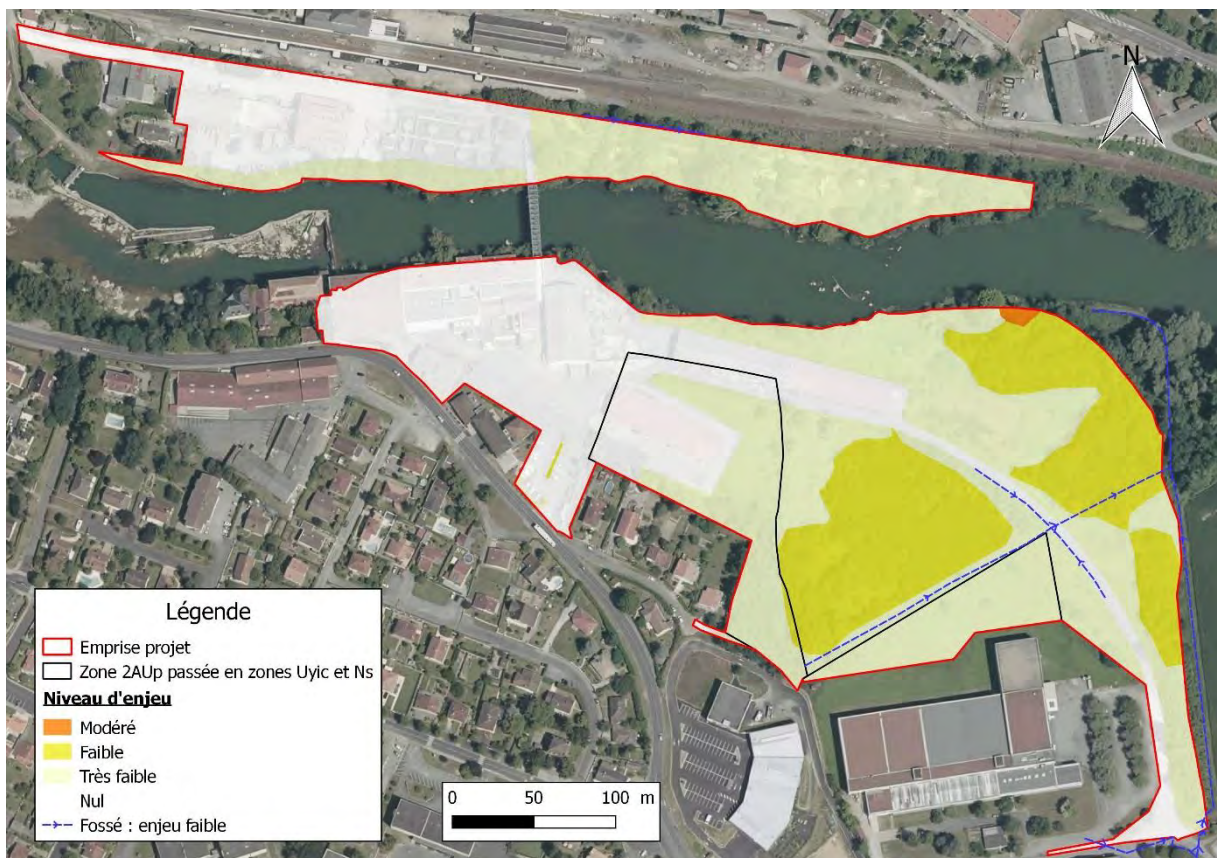 N
Légende
Emprise projet
Zone 2AUp passée en zones Uyic et Ns
Niveau d'enjeu
Modéré
Faible
Très faible
Nul
Fossé : enjeu faible
0 50 100 m